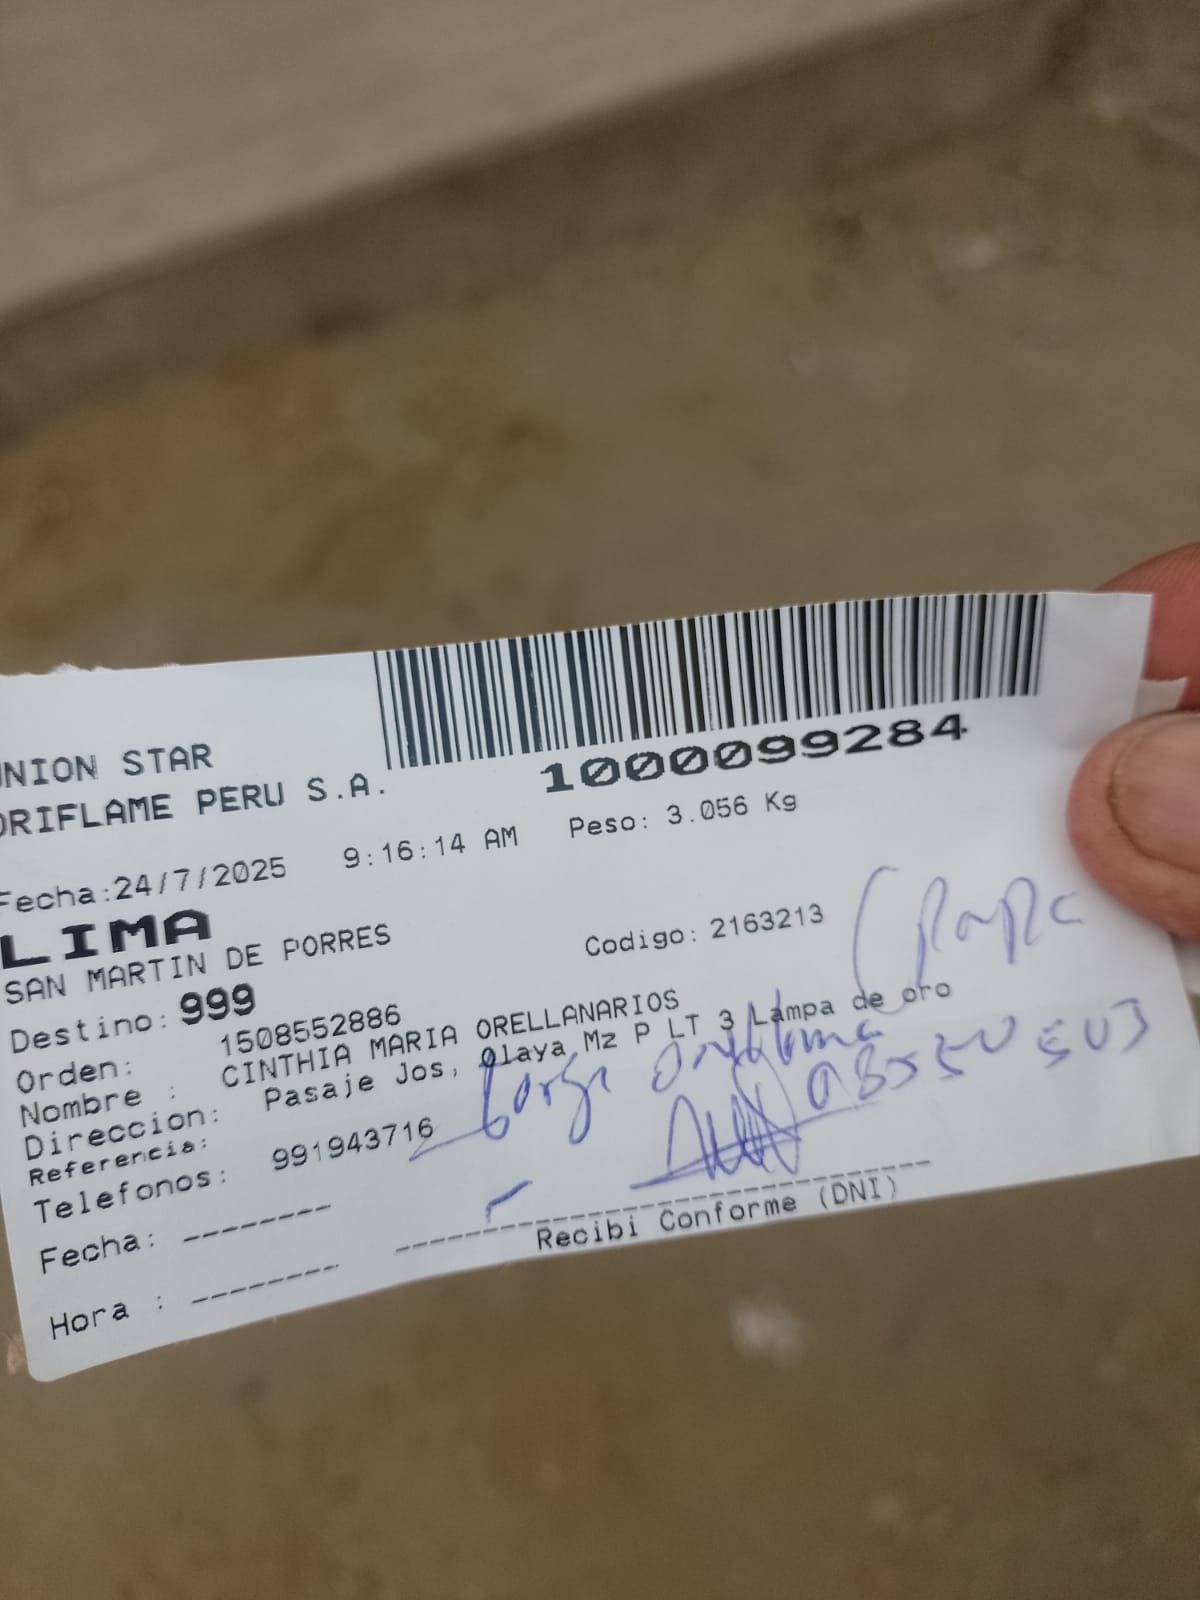 UNION STAR
ORIFLAME PERU S.A.
1000099284
Fecha:24/7/2025 9:16:14 AM Peso: 3.056 Kg
LIMA
SAN MARTIN DE PORRES Codigo: 2163213
Destino: 999
Orden: 1508552886
Nombre : CINTHIA MARIA ORELLANARIOS
Direccion: Pasaje Jos, Olaya Mz P LT 3 Lampa de oro
Referencia:
Telefonos: 991943716
Fecha: --------
Hora : --------
Recibi Conforme (DNI)